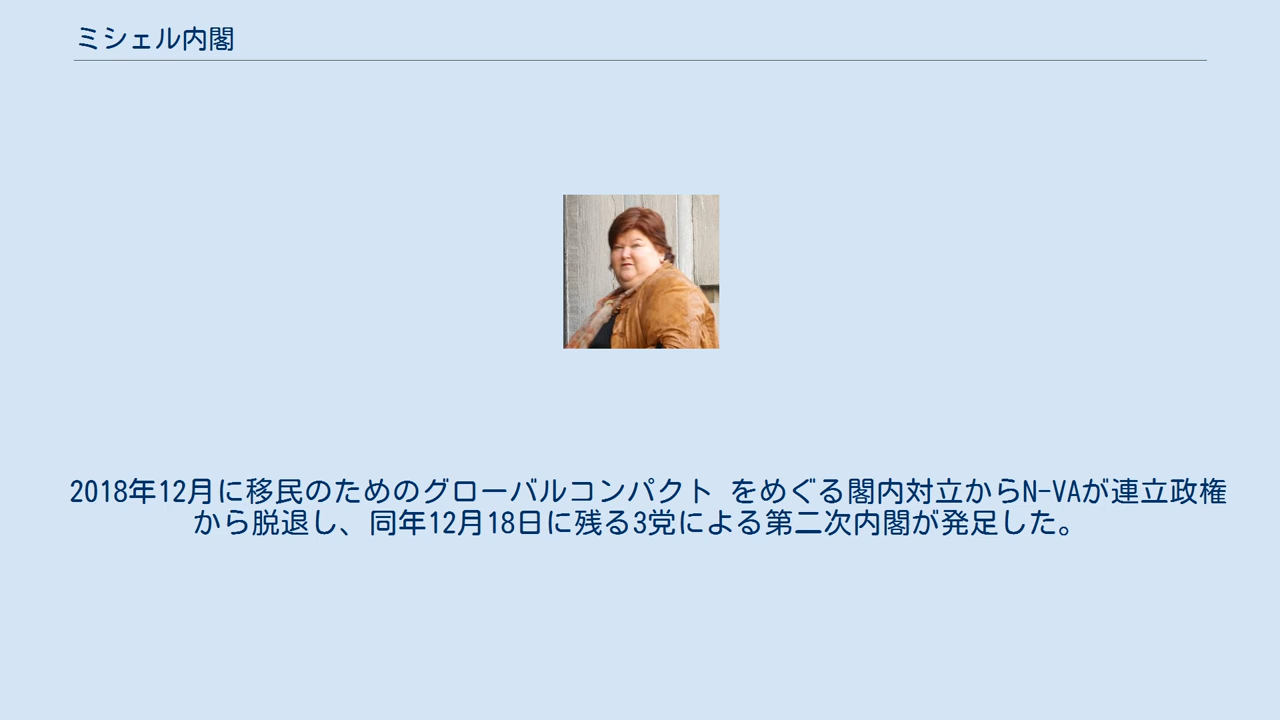 ミシェル内閣
2018年12月に移民のためのグローバルコンパクト をめぐる閣内対立からN-VAが連立政権
から脱退し、同年12月18日に残る3党による第二次内閣が発足した。